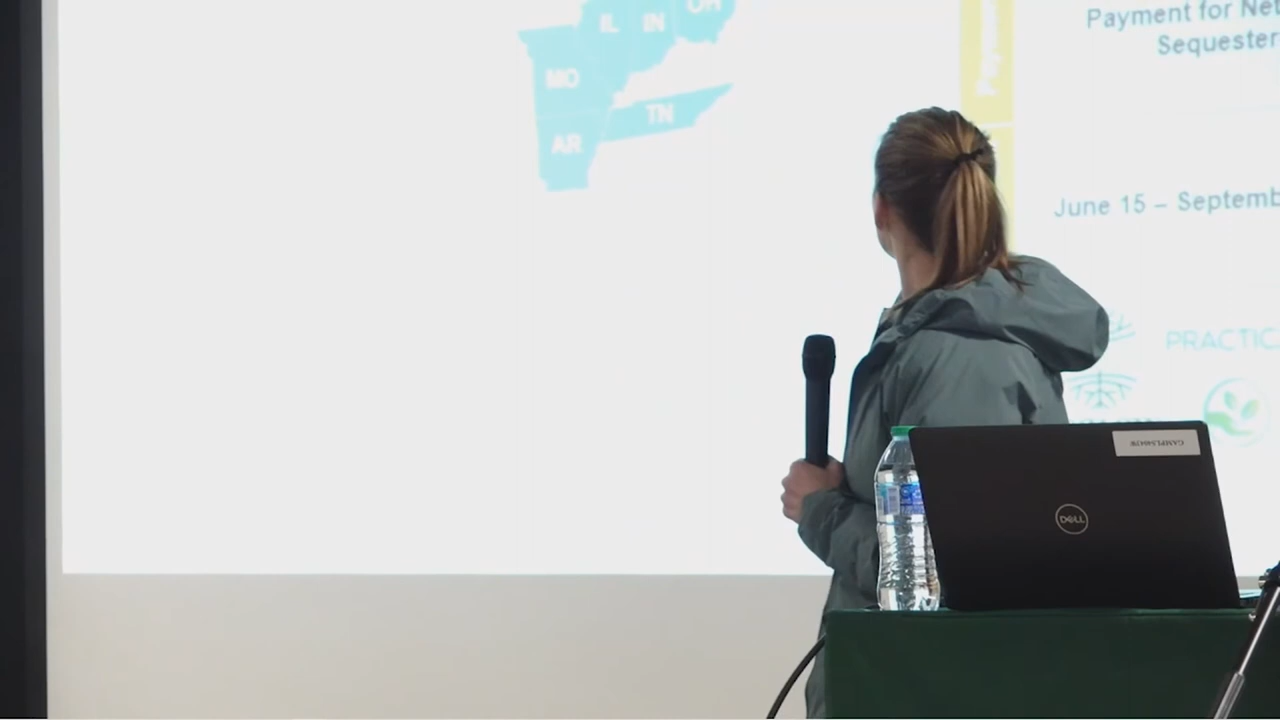 IL IN OH
MO
TN
AR
Payment for Net
Sequester
June 15 – Septemb
PRACTIC
DELL